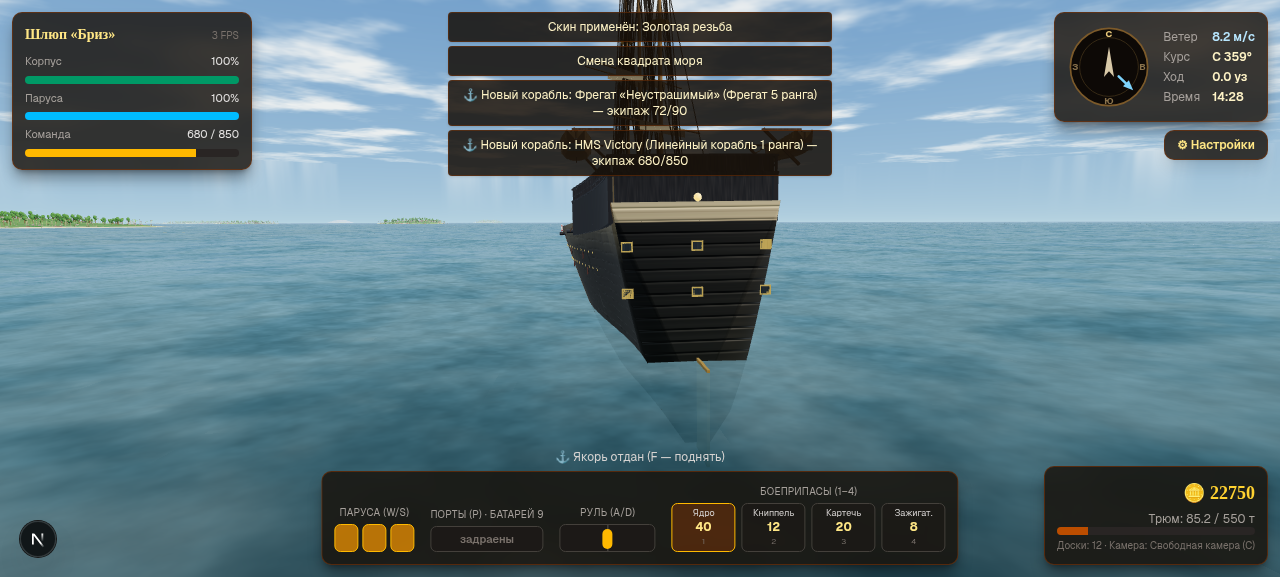 Шлюп «Бриз»
3 FPS
Корпус 100%
Паруса 100%
Команда 680 / 850
Скин применён: Золотая резьба
Смена квадрата моря
⚓ Новый корабль: Фрегат «Неустрашимый» (Фрегат 5 ранга)
— экипаж 72/90
⚓ Новый корабль: HMS Victory (Линейный корабль 1 ранга) —
экипаж 680/850
С
З
В
Ю
Ветер 8.2 м/с
Курс С 359°
Ход 0.0 уз
Время 14:28
⚙ Настройки
⚓ Якорь отдан (F — поднять)
ПАРУСА (W/S)
ПОРТЫ (P) · БАТАРЕЙ 9
задраены
РУЛЬ (A/D)
БОЕПРИПАСЫ (1–4)
Ядро
40
1
Книппель
12
2
Картечь
20
3
Зажигат.
8
4
22750
Трюм: 85.2 / 550 т
Доски: 12 · Камера: Свободная камера (C)
N